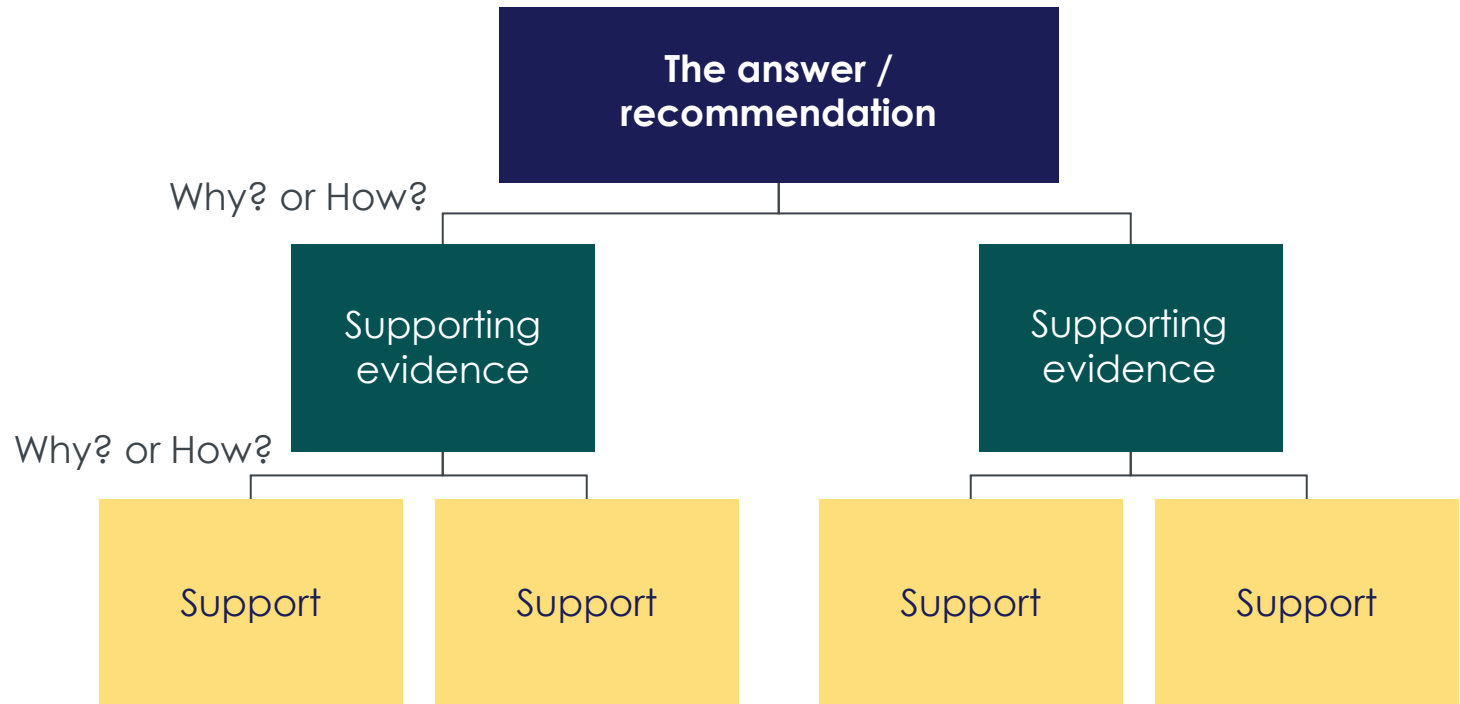 The answer /
recommendation
Why? or How?
Supporting
evidence
Supporting
evidence
Why? or How?
Support
Support
Support
Support